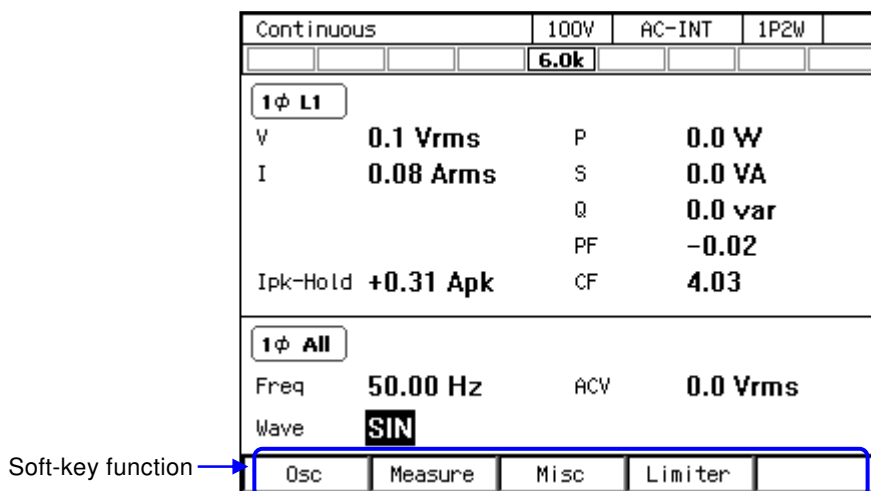 Continuous 100V AC-INT 1P2W
6.0k
1ϕ L1
V 0.1 Vrms P 0.0 W
I 0.08 Arms S 0.0 VA
Q 0.0 var
PF -0.02
Ipk-Hold +0.31 Apk CF 4.03
1ϕ All
Freq 50.00 Hz ACV 0.0 Vrms
Wave SIN
Soft-key function Osc Measure Misc Limiter